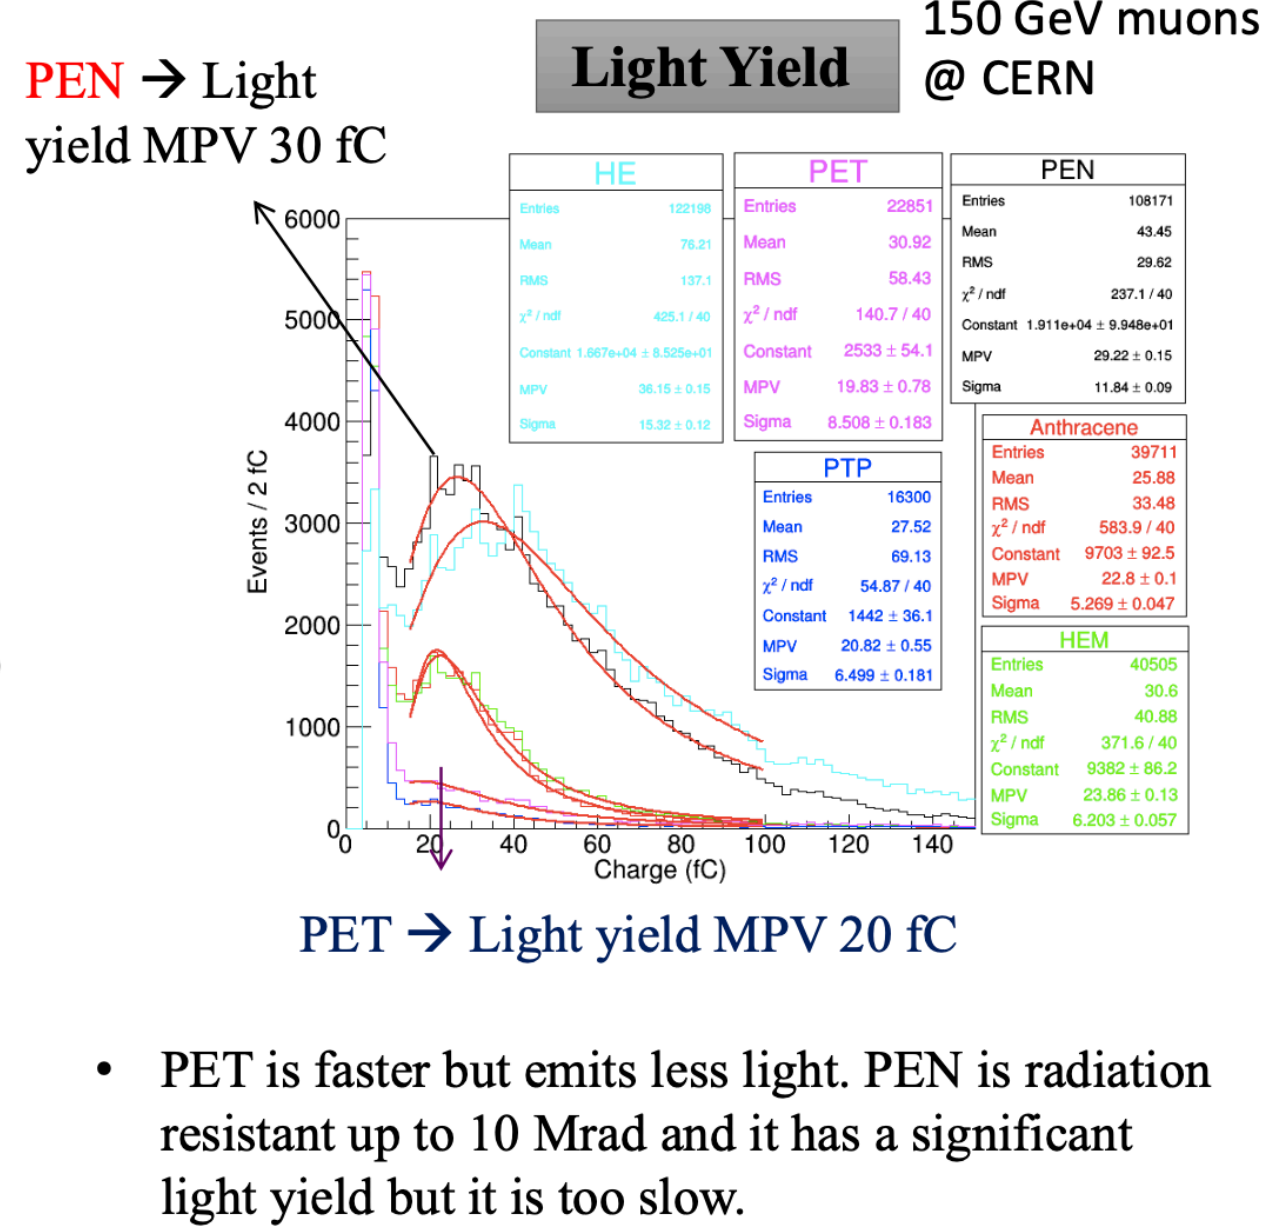 150 GeV muons
@ CERN
Light Yield
PEN → Light
yield MPV 30 fC
HE
Entries 122198
Mean 76.21
RMS 137.1
χ² / ndf 425.1 / 40
Constant 1.667e+04 ± 8.525e+01
MPV 36.15 ± 0.15
Sigma 15.32 ± 0.12
PET
Entries 22851
Mean 30.92
RMS 58.43
χ² / ndf 140.7 / 40
Constant 2533 ± 54.1
MPV 19.83 ± 0.78
Sigma 8.508 ± 0.183
PEN
Entries 108171
Mean 43.45
RMS 29.62
χ² / ndf 237.1 / 40
Constant 1.911e+04 ± 9.948e+01
MPV 29.22 ± 0.15
Sigma 11.84 ± 0.09
PTP
Entries 16300
Mean 27.52
RMS 69.13
χ² / ndf 54.87 / 40
Constant 1442 ± 36.1
MPV 20.82 ± 0.55
Sigma 6.499 ± 0.181
Anthracene
Entries 39711
Mean 25.88
RMS 33.48
χ² / ndf 583.9 / 40
Constant 9703 ± 92.5
MPV 22.8 ± 0.1
Sigma 5.269 ± 0.047
HEM
Entries 40505
Mean 30.6
RMS 40.88
χ² / ndf 371.6 / 40
Constant 9382 ± 86.2
MPV 23.86 ± 0.13
Sigma 6.203 ± 0.057
Events / 2 fC
6000
5000
4000
3000
2000
1000
0
0 20 40 60 80 100 120 140
Charge (fC)
PET → Light yield MPV 20 fC
• PET is faster but emits less light. PEN is radiation
resistant up to 10 Mrad and it has a significant
light yield but it is too slow.